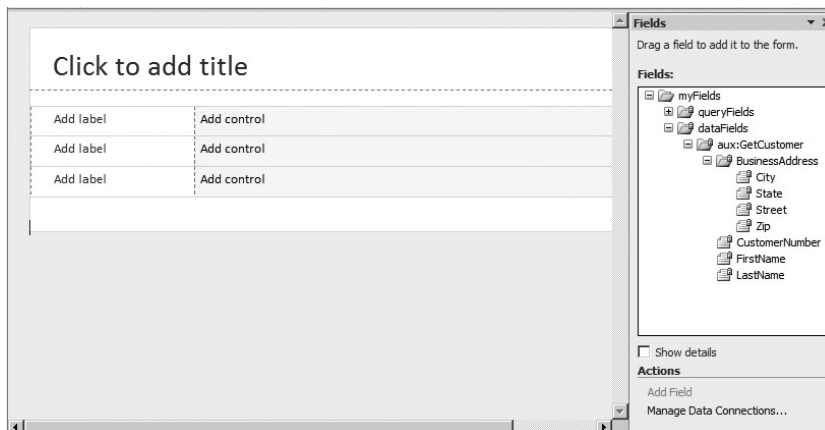 Click to add title
Add label Add control
Add label Add control
Add label Add control
Fields
Drag a field to add it to the form.
Fields:
myFields
queryFields
dataFields
aux:GetCustomer
BusinessAddress
City
State
Street
Zip
CustomerNumber
FirstName
LastName
Show details
Actions
Add Field
Manage Data Connections...